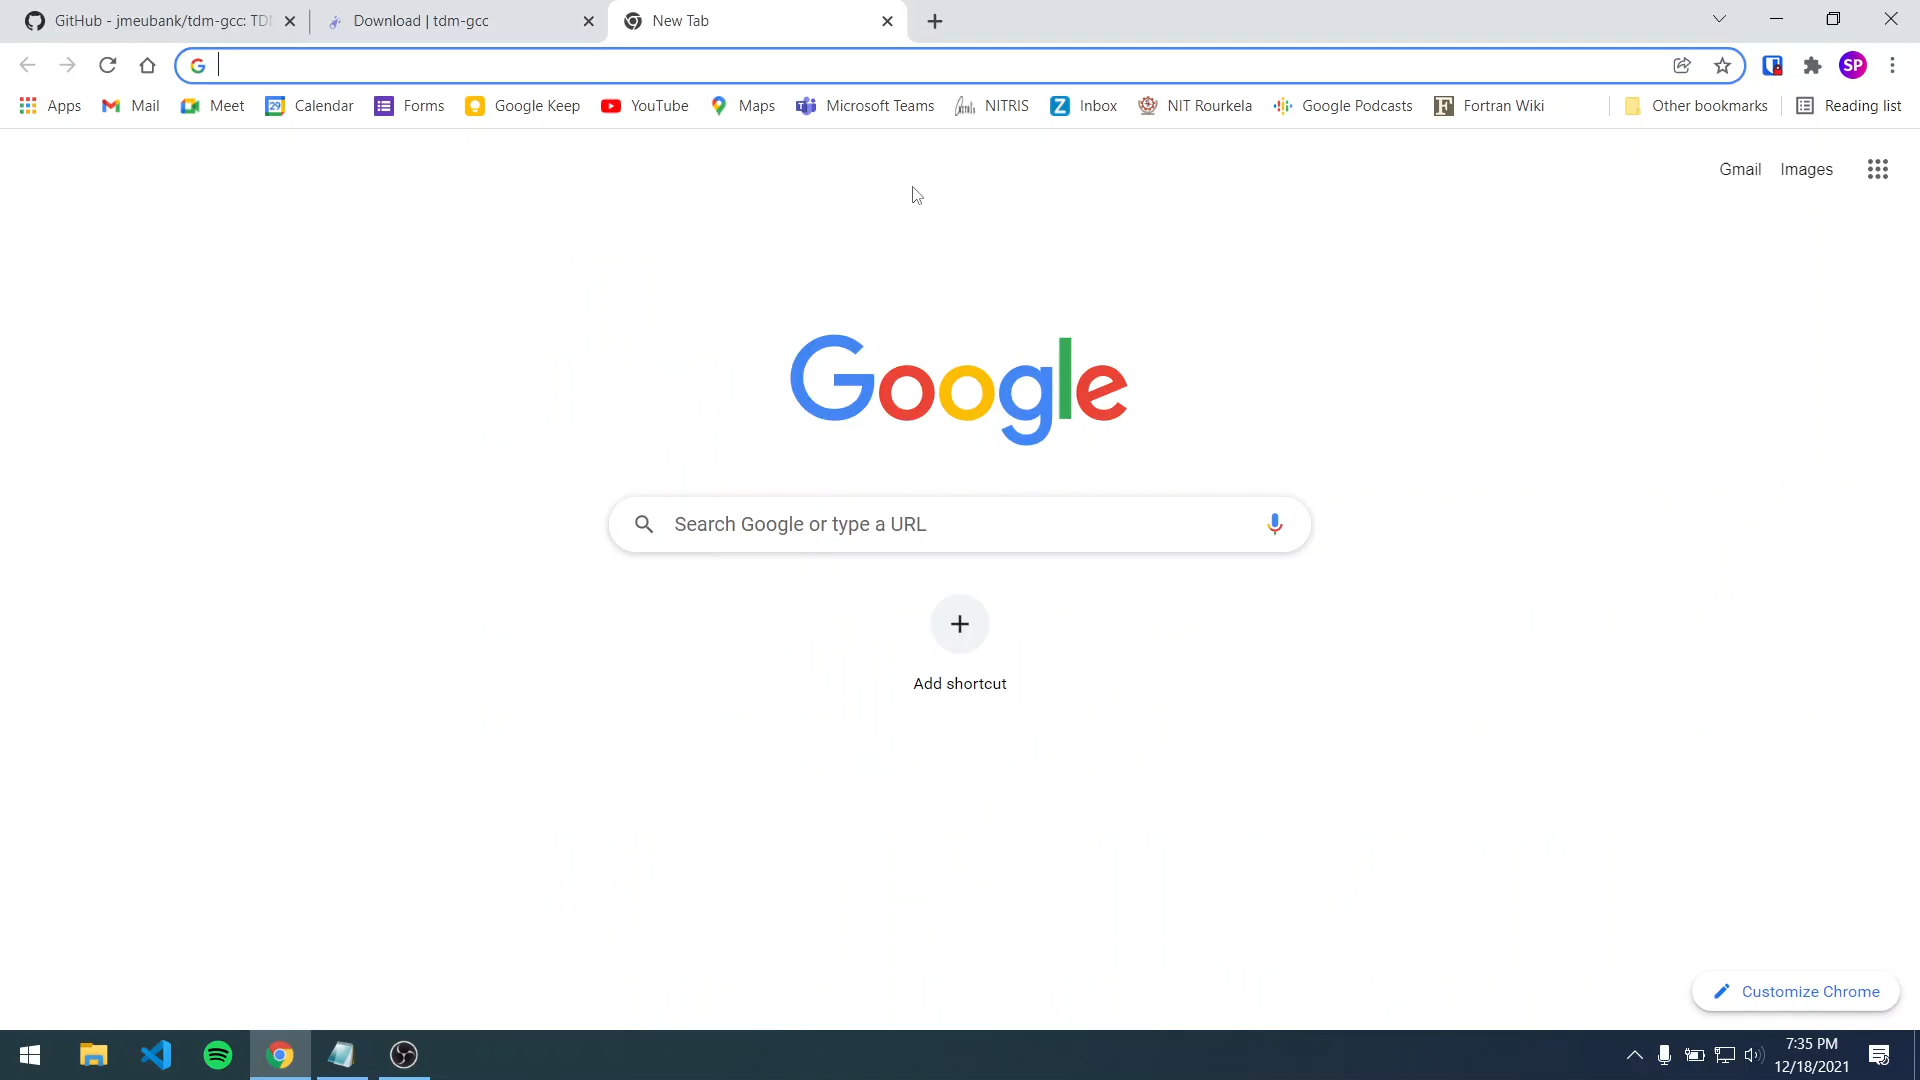 GitHub - jmeubank/tdm-gcc: TD
Download | tdm-gcc
New Tab
SP
Apps
Mail
Meet
29
Calendar
Forms
Google Keep
YouTube
Maps
Microsoft Teams
NITRIS
Z
Inbox
NIT Rourkela
Google Podcasts
F
Fortran Wiki
Other bookmarks
Reading list
Gmail
Images
Google
Search Google or type a URL
Add shortcut
Customize Chrome
7:35 PM
12/18/2021